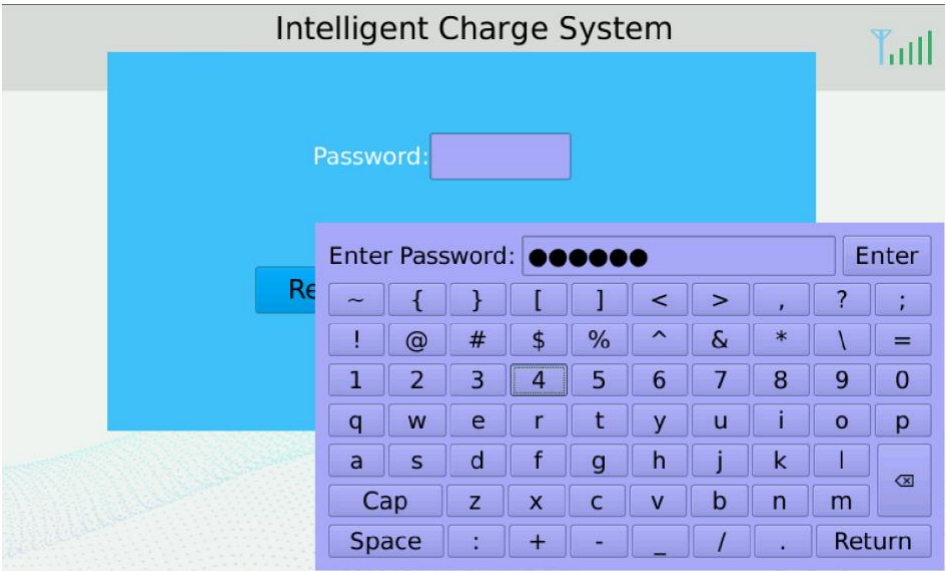 Intelligent Charge System
Password:
Enter Password: ●●●●●● Enter
Re
~ { } [ ] < > , ? ;
! @ # $ % ^ & * \ =
1 2 3 4 5 6 7 8 9 0
q w e r t y u i o p
a s d f g h j k l
Cap z x c v b n m
Space : + - _ / . Return